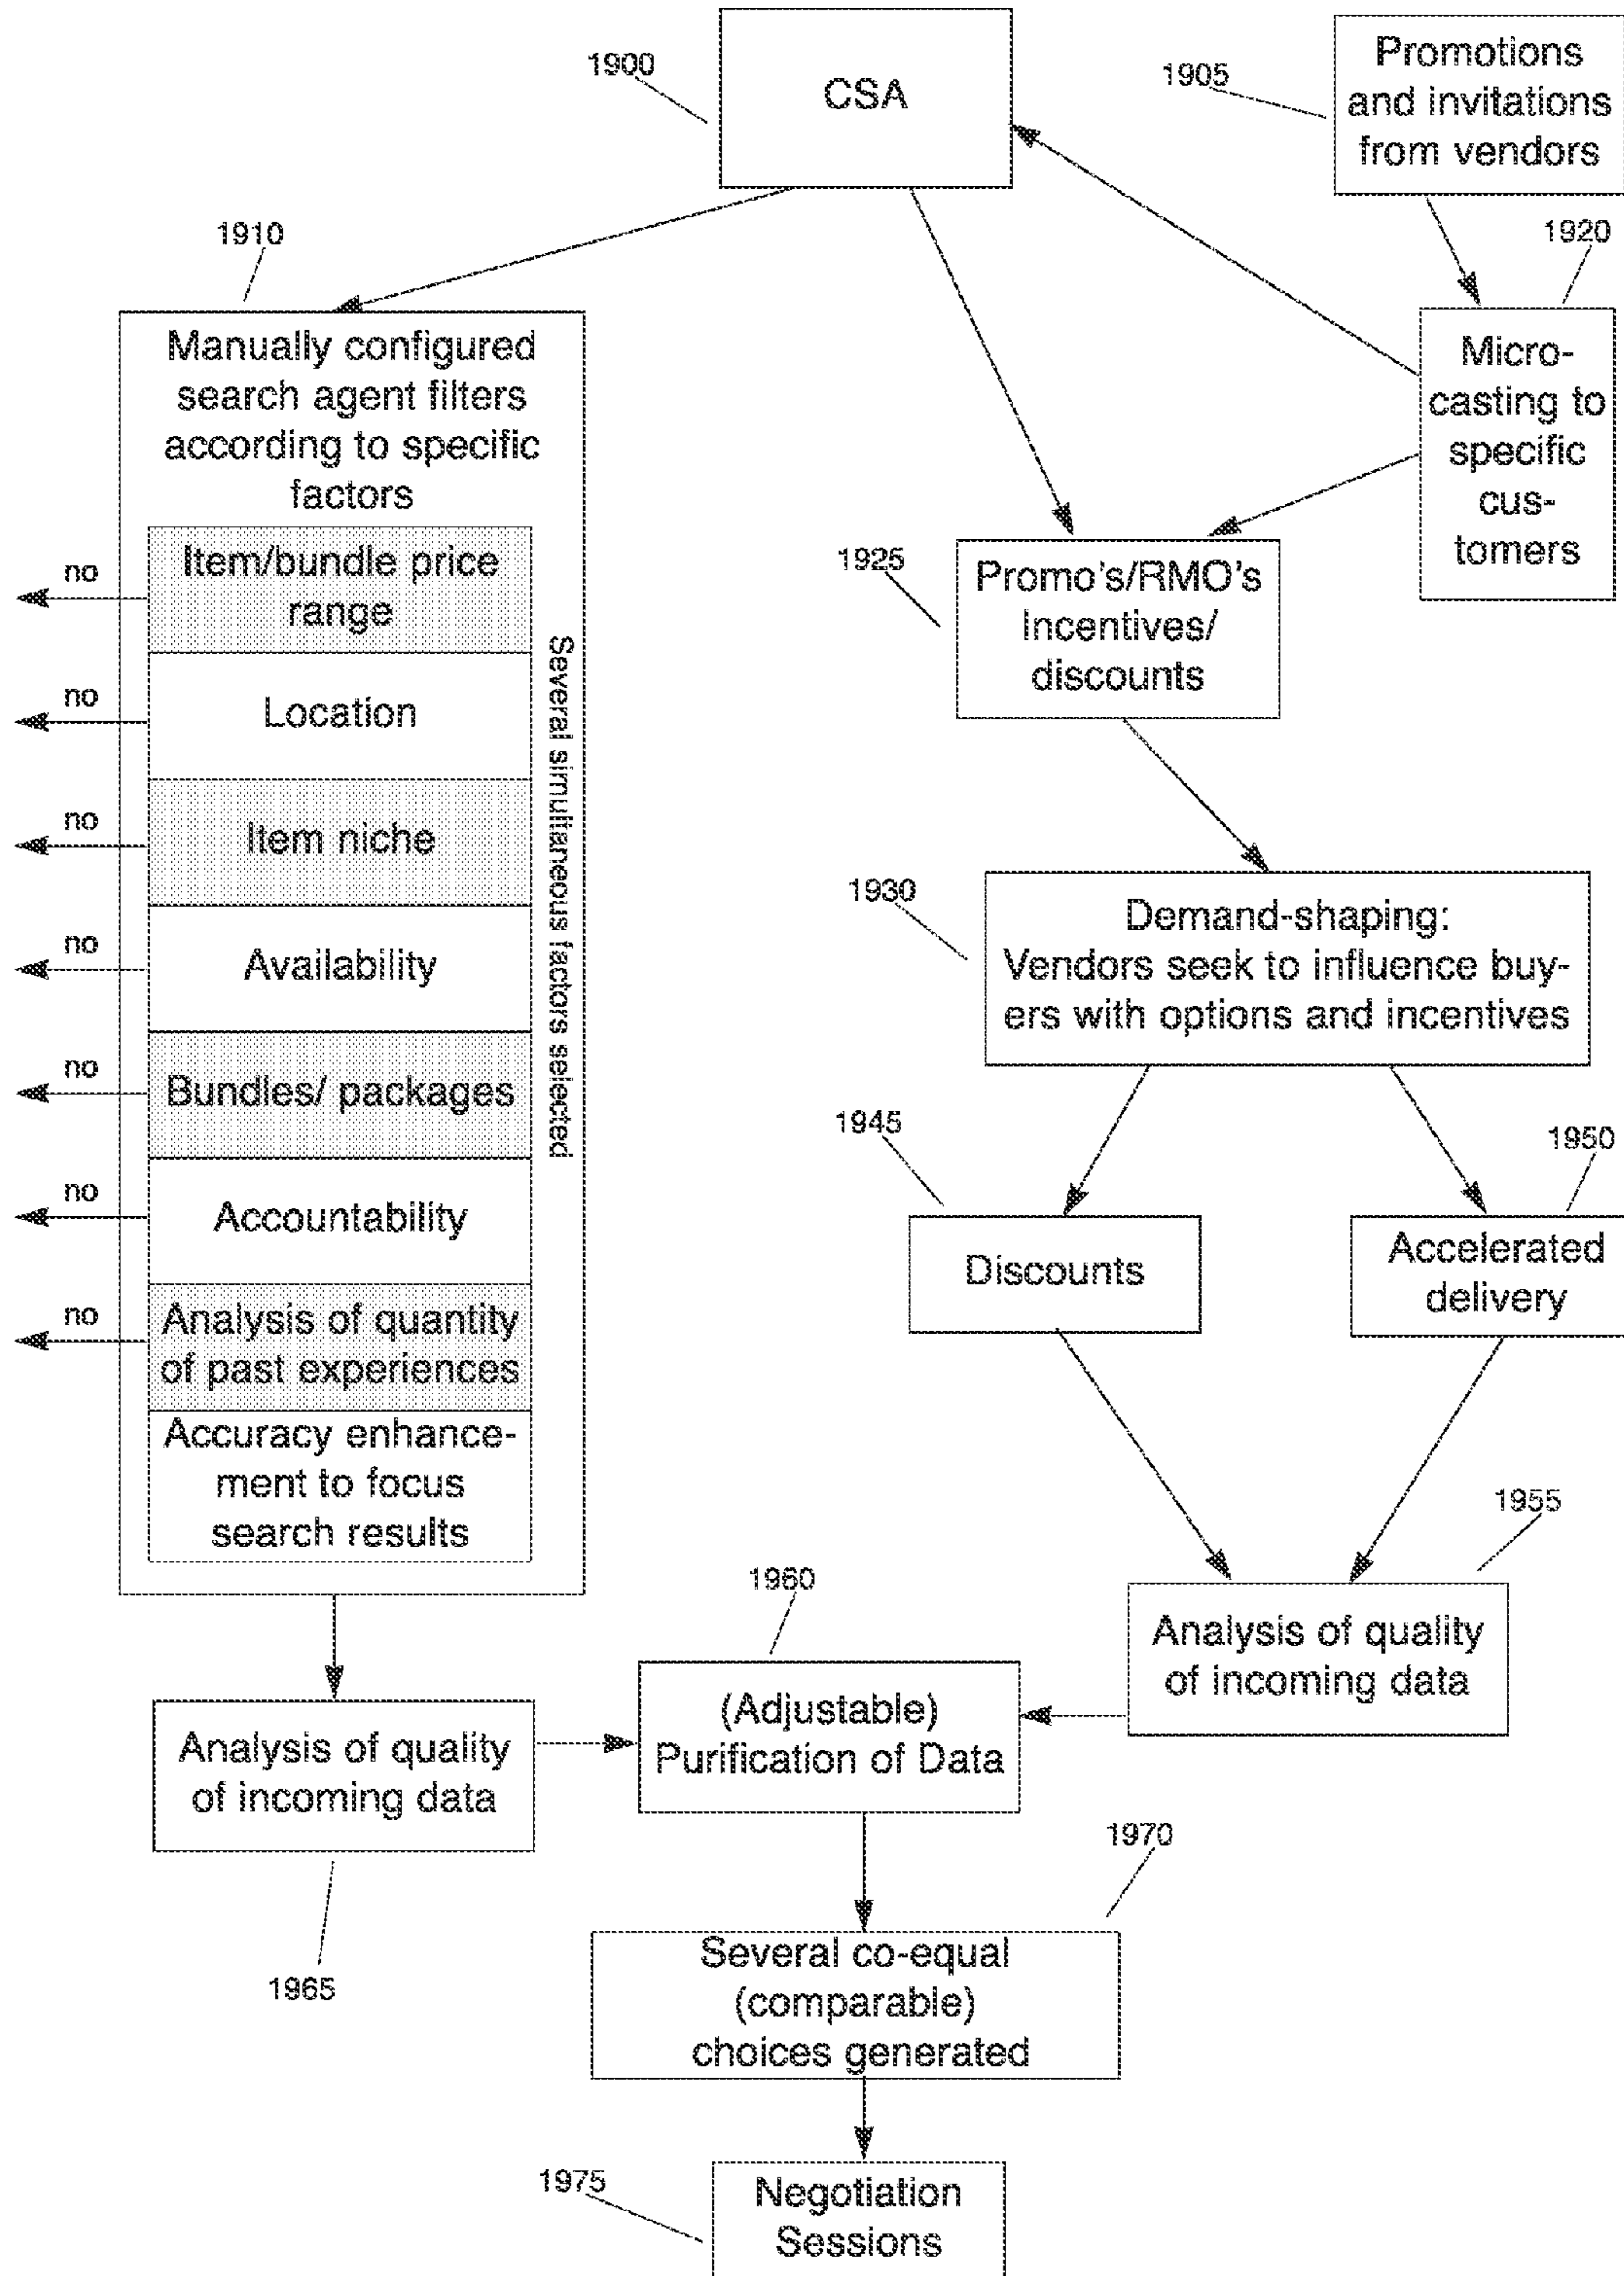 1900
CSA
1905
Promotions
and invitations
from vendors
1910
1920
Manually configured
search agent filters
according to specific
factors
Micro-
casting to
specific
cus-
tomers
no
Item/bundle price
range
no
Location
no
Item niche
no
Availability
no
Bundles/ packages
no
Accountability
no
Analysis of quantity
of past experiences
Accuracy enhance-
ment to focus
search results
Several simultaneous factors selected
1925
Promo's/RMO's
Incentives/
discounts
1930
Demand-shaping:
Vendors seek to influence buy-
ers with options and incentives
1945
Discounts
1950
Accelerated
delivery
1955
Analysis of quality
of incoming data
1960
(Adjustable)
Purification of Data
Analysis of quality
of incoming data
1965
1970
Several co-equal
(comparable)
choices generated
1975
Negotiation
Sessions